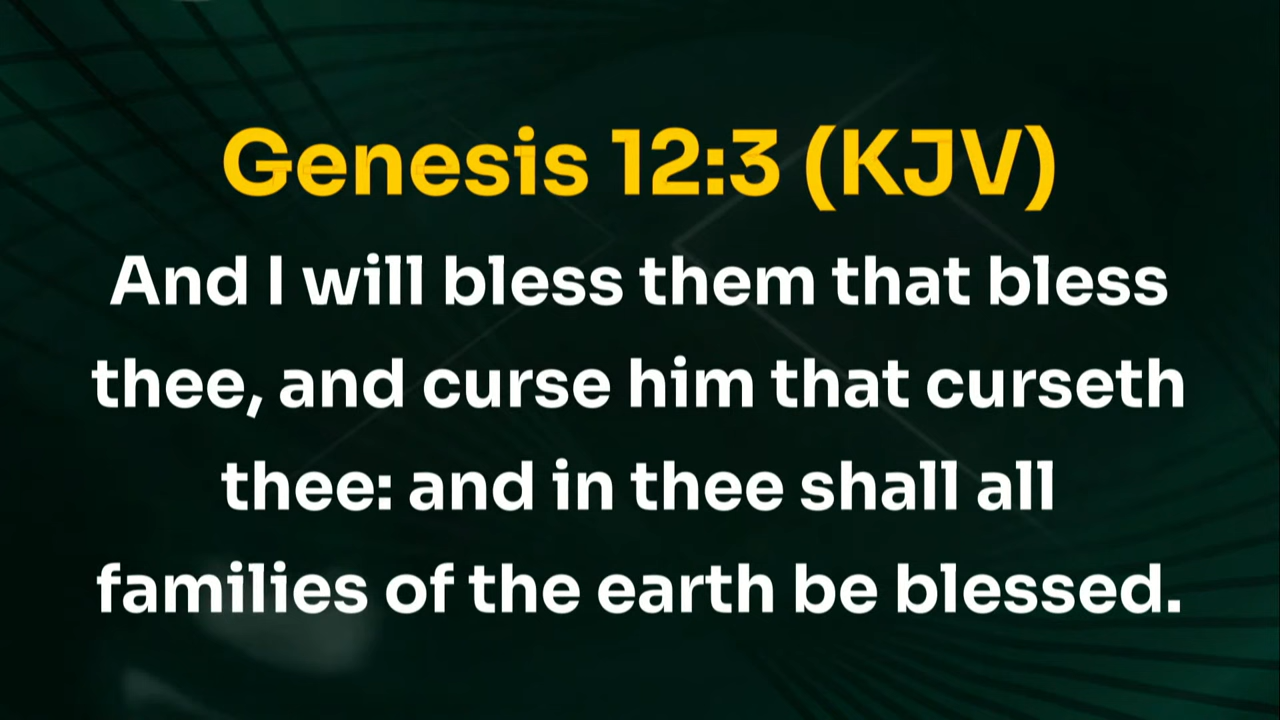 Genesis 12:3 (KJV)
And I will bless them that bless
thee, and curse him that curseth
thee: and in thee shall all
families of the earth be blessed.